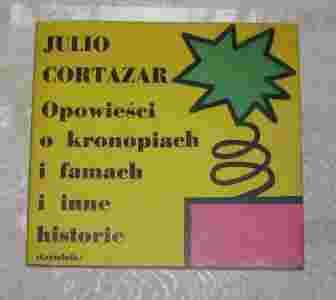 JULIO
CORTAZAR
Opowieści
o kronopiach
i famach
i inne
historie